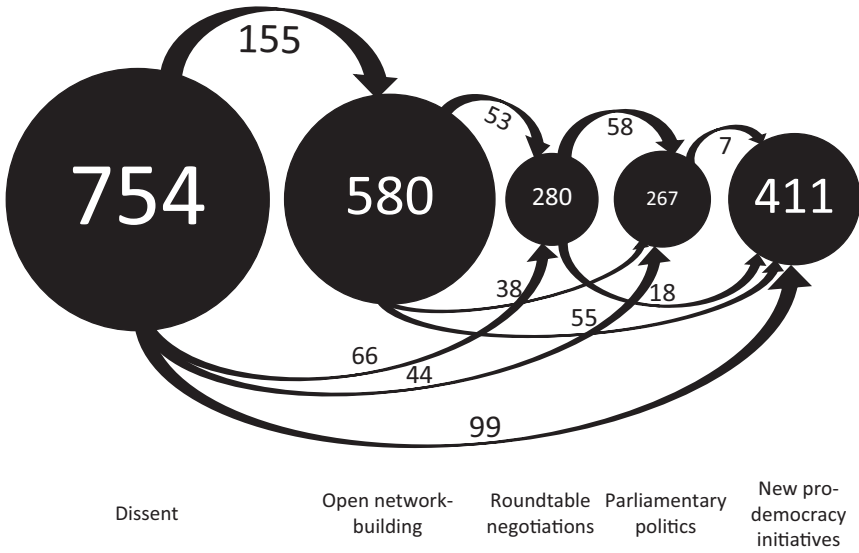 155
53
58
7
754
580
280
267
411
38
18
55
66
44
99
Dissent
Open network-
building
Roundtable
negotiations
Parliamentary
politics
New pro-
democracy
initiatives